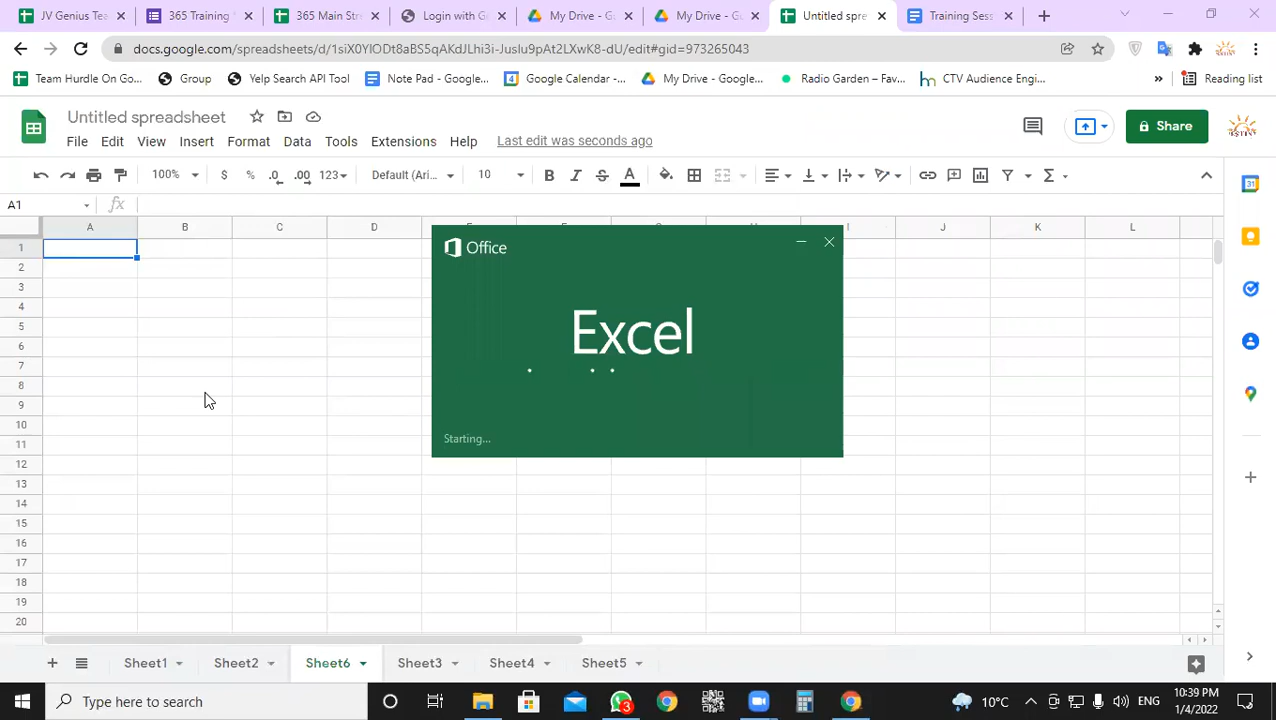 JV Genei
365 Traini
365 Maint
Login with G
My Drive - G
My Drive - G
Untitled spre
Training Sess
docs.google.com/spreadsheets/d/1siX0YlODt8aBS5qAKdJLhi3i-JusIu9pAt2LXwK8-dU/edit#gid=973265043
Team Hurdle On Go...
Group
Yelp Search API Tool
Note Pad - Google...
Google Calendar -...
My Drive - Google...
Radio Garden – Fav...
CTV Audience Engi...
»
Reading list
Untitled spreadsheet
File Edit View Insert Format Data Tools Extensions Help Last edit was seconds ago
Share
100% $ % .0 .00 123 Default (Ari... 10 B I S A
A1 fx
A B C D E F G H I J K L
1
2
3
4
5
6
7
8
9
10
11
12
13
14
15
16
17
18
19
20
Office
Excel
Starting...
Sheet1 Sheet2 Sheet6 Sheet3 Sheet4 Sheet5
Type here to search
3
10°C
ENG
10:39 PM
1/4/2022